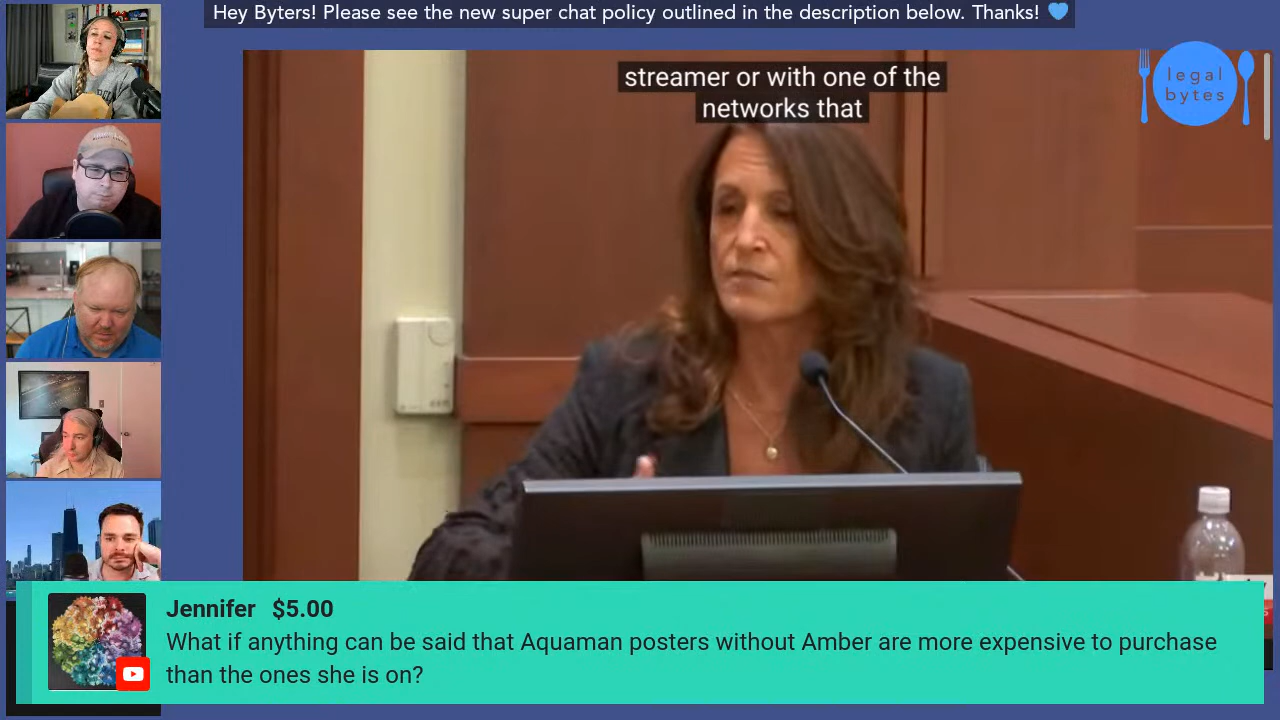 Hey Byters! Please see the new super chat policy outlined in the description below. Thanks! 💙
legal
bytes
streamer or with one of the
networks that
Jennifer $5.00
What if anything can be said that Aquaman posters without Amber are more expensive to purchase
than the ones she is on?